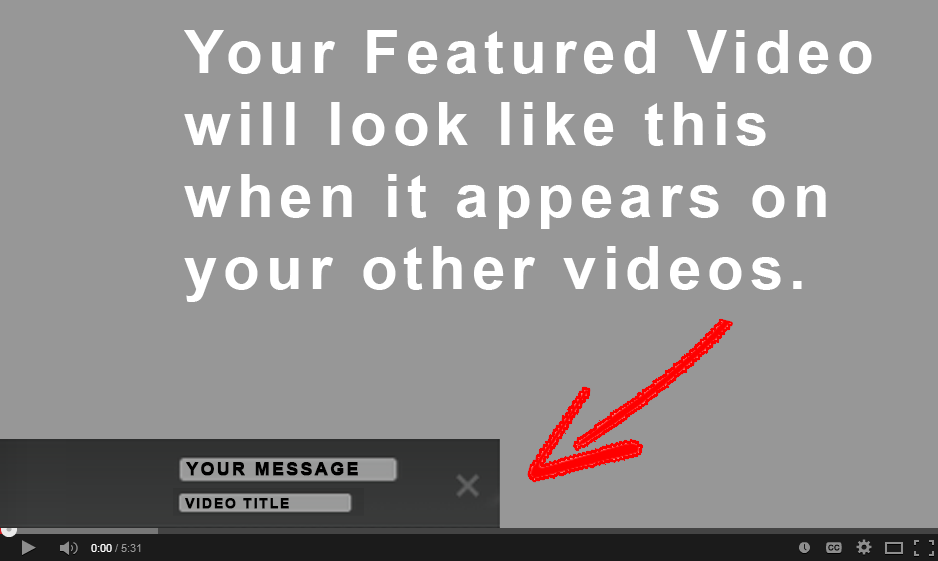 Your Featured Video
will look like this
when it appears on
your other videos.
YOUR MESSAGE
VIDEO TITLE
0:00 / 5:31
CC